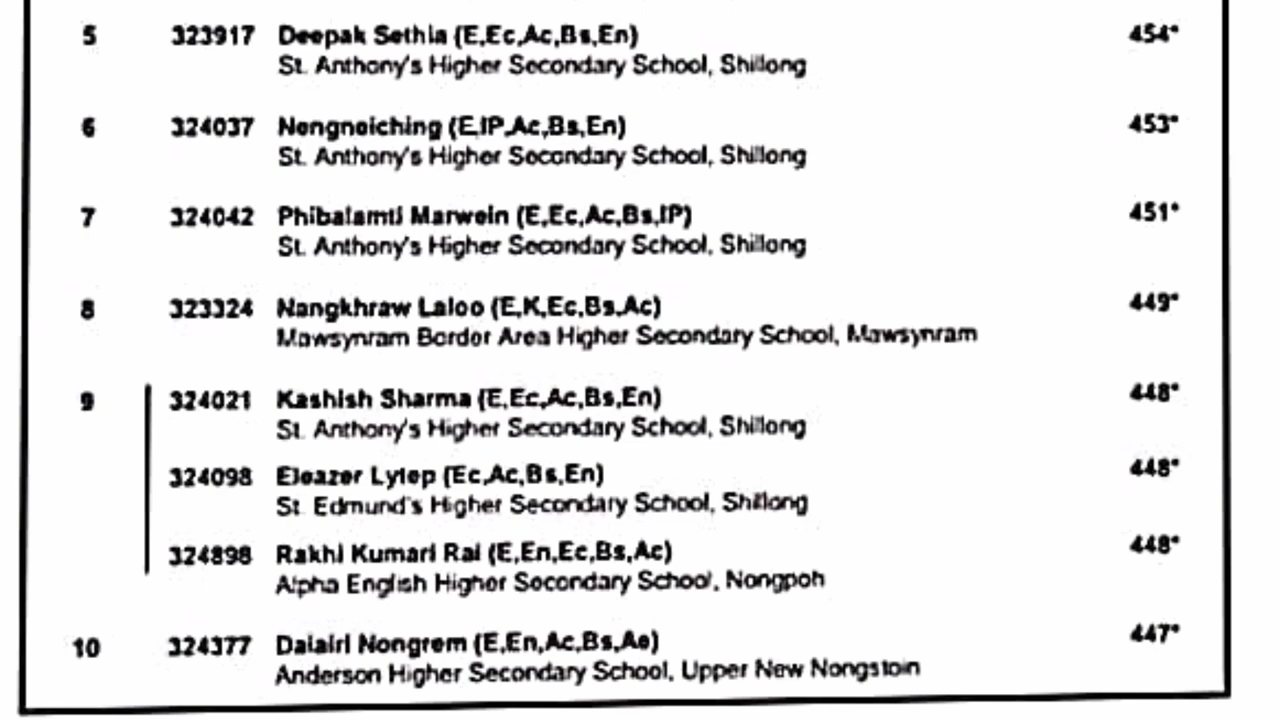 5 323917 Deepak Sethia (E,Ec,Ac,Bs,En) 454*
St. Anthony's Higher Secondary School, Shillong
6 324037 Nengneiching (E,IP,Ac,Bs,En) 453*
St. Anthony's Higher Secondary School, Shillong
7 324042 Phibalamti Marwein (E,Ec,Ac,Bs,IP) 451*
St. Anthony's Higher Secondary School, Shillong
8 323324 Nangkhraw Laloo (E,K,Ec,Bs,Ac) 449*
Mawsynram Border Area Higher Secondary School, Mawsynram
9 324021 Kashish Sharma (E,Ec,Ac,Bs,En) 448*
St. Anthony's Higher Secondary School, Shillong
324098 Eleazer Lytep (Ec,Ac,Bs,En) 448*
St. Edmund's Higher Secondary School, Shillong
324898 Rakhi Kumari Rai (E,En,Ec,Bs,Ac) 448*
Alpha English Higher Secondary School, Nongpoh
10 324377 Daiairi Nongrem (E,En,Ac,Bs,Ae) 447*
Anderson Higher Secondary School, Upper New Nongstoin